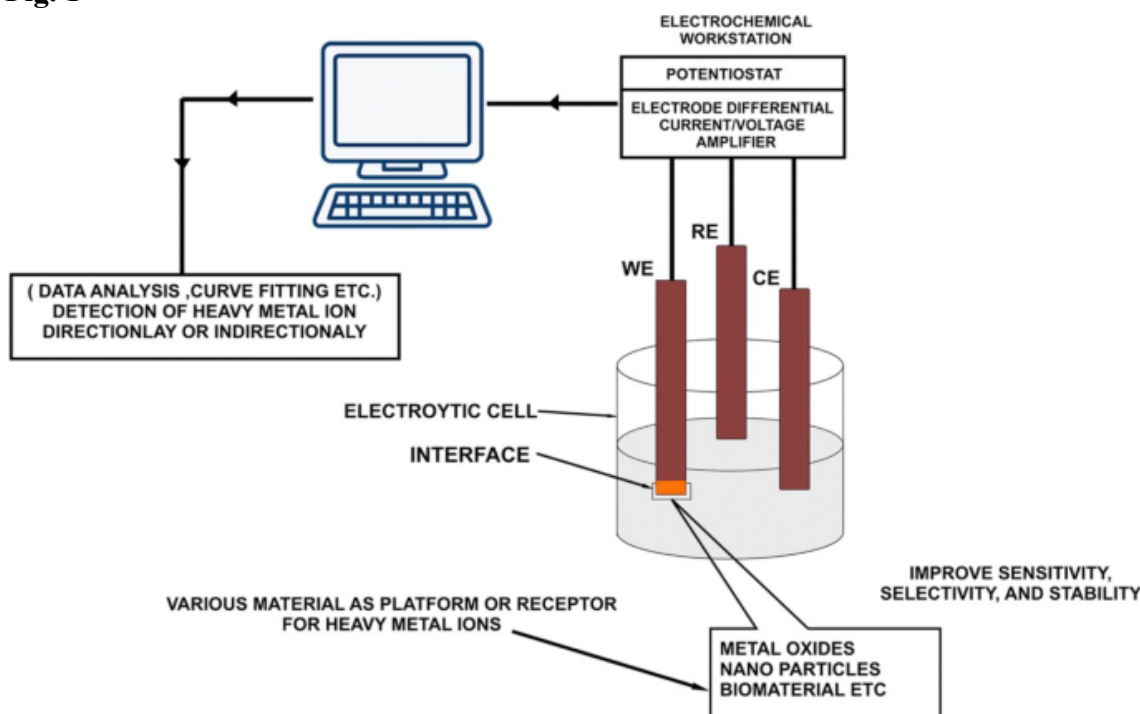 ELECTROCHEMICAL
WORKSTATION
POTENTIOSTAT
ELECTRODE DIFFERENTIAL
CURRENT/VOLTAGE
AMPLIFIER
RE
WE
CE
( DATA ANALYSIS ,CURVE FITTING ETC.)
DETECTION OF HEAVY METAL ION
DIRECTIONLAY OR INDIRECTIONALY
ELECTROYTIC CELL
INTERFACE
IMPROVE SENSITIVITY,
SELECTIVITY, AND STABILITY
VARIOUS MATERIAL AS PLATFORM OR RECEPTOR
FOR HEAVY METAL IONS
METAL OXIDES
NANO PARTICLES
BIOMATERIAL ETC